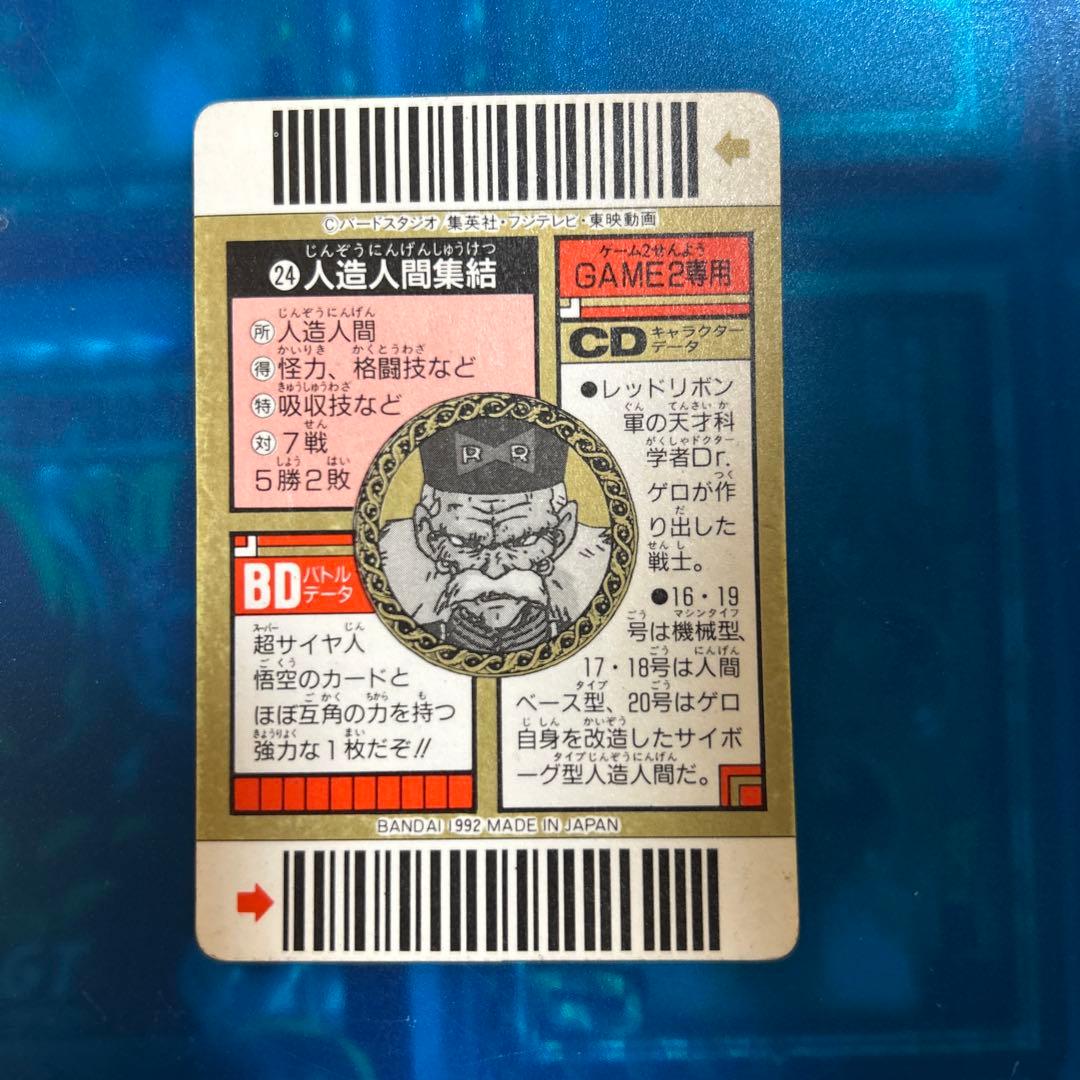 ©バードスタジオ/集英社・フジテレビ・東映動画
じんぞうにんげんしゅうけつ
24人造人間集結
じんぞうにんげん
所 人造人間
かいりき かくとうわざ
得 怪力、格闘技など
きゅうしゅうわざ
特 吸収技など
せん
対 7戦
しょう はい
5勝2敗
BD バトル
データ
スーパー じん
超サイヤ人
ごくう
悟空のカードと
ごかく ちから も
ほぼ互角の力を持つ
きょうりょく まい
強力な1枚だぞ!!
ゲーム2せんよう
GAME2専用
CD キャラクター
データ
●レッドリボン
ぐん てんさいか
軍の天才科
がくしゃドクター
学者Dr.
つく
ゲロが作
だ
り出した
せんし
戦士。
●16・19
ごう マシンタイプ
号は機械型、
ごう にんげん
17・18号は人間
タイプ ごう
ベース型、20号はゲロ
じしん かいぞう
自身を改造したサイボ
タイプじんぞうにんげん
ーグ型人造人間だ。
R R
BANDAI 1992 MADE IN JAPAN